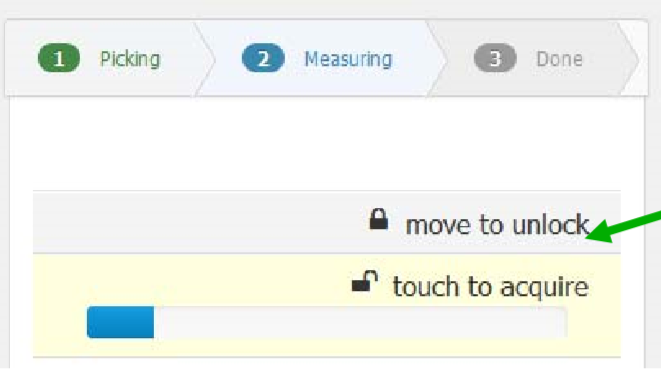 1 Picking 2 Measuring 3 Done
move to unlock
touch to acquire